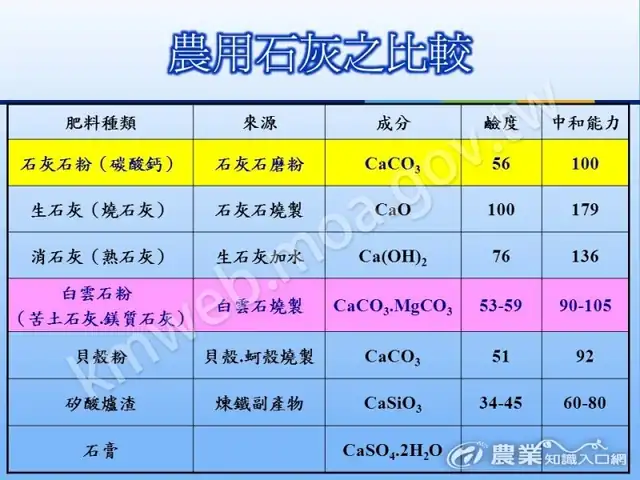 農用石灰之比較
肥料種類 來源 成分 鹼度 中和能力
石灰石粉（碳酸鈣） 石灰石磨粉 CaCO₃ 56 100
生石灰（燒石灰） 石灰石燒製 CaO 100 179
消石灰（熟石灰） 生石灰加水 Ca(OH)₂ 76 136
白雲石粉
（苦土石灰.鎂質石灰） 白雲石燒製 CaCO₃.MgCO₃ 53-59 90-105
貝殼粉 貝殼.蚵殼燒製 CaCO₃ 51 92
矽酸爐渣 煉鐵副產物 CaSiO₃ 34-45 60-80
石膏 CaSO₄.2H₂O
農業知識入口網
kmweb.moa.gov.tw